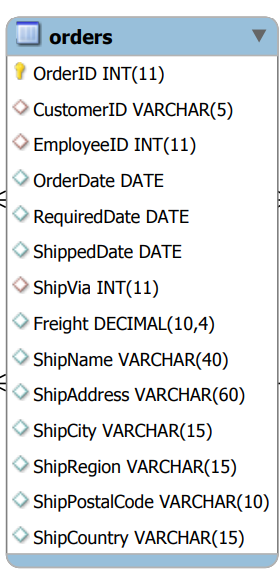 orders
OrderID INT(11)
CustomerID VARCHAR(5)
EmployeeID INT(11)
OrderDate DATE
RequiredDate DATE
ShippedDate DATE
ShipVia INT(11)
Freight DECIMAL(10,4)
ShipName VARCHAR(40)
ShipAddress VARCHAR(60)
ShipCity VARCHAR(15)
ShipRegion VARCHAR(15)
ShipPostalCode VARCHAR(10)
ShipCountry VARCHAR(15)